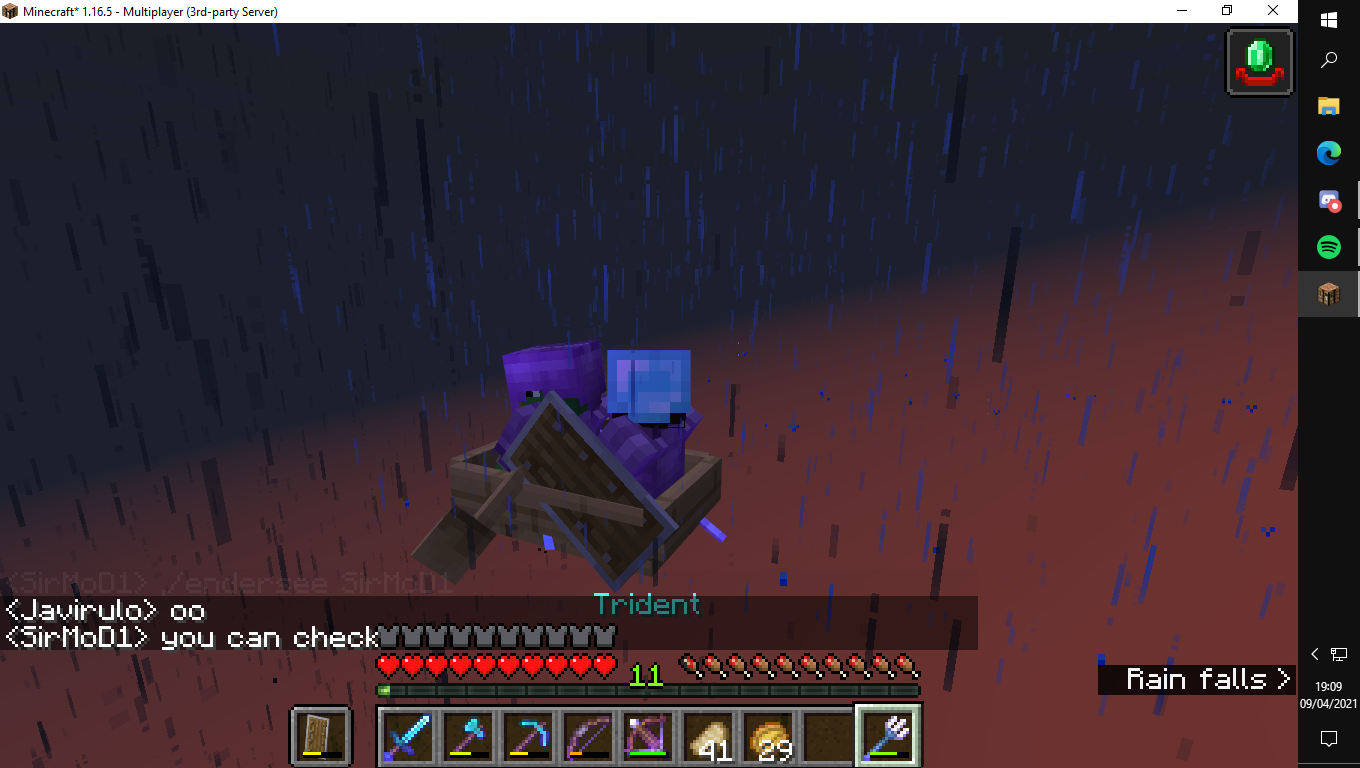 Minecraft* 1.16.5 - Multiplayer (3rd-party Server)
<SirMoD1> ,/endersee SirMoD1
<Javirulo> oo
<SirMoD1> you can check
Trident
11
Rain falls >
41
29
19:09
09/04/2021